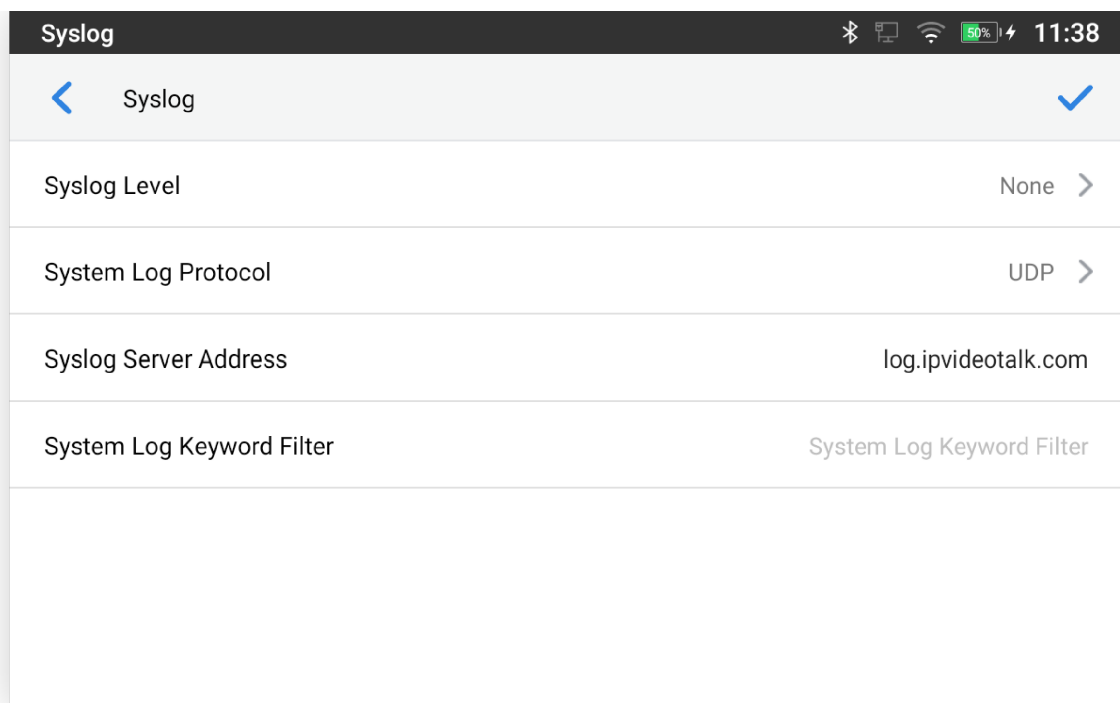 Syslog 50% 11:38
Syslog
Syslog Level None
System Log Protocol UDP
Syslog Server Address log.ipvideotalk.com
System Log Keyword Filter System Log Keyword Filter